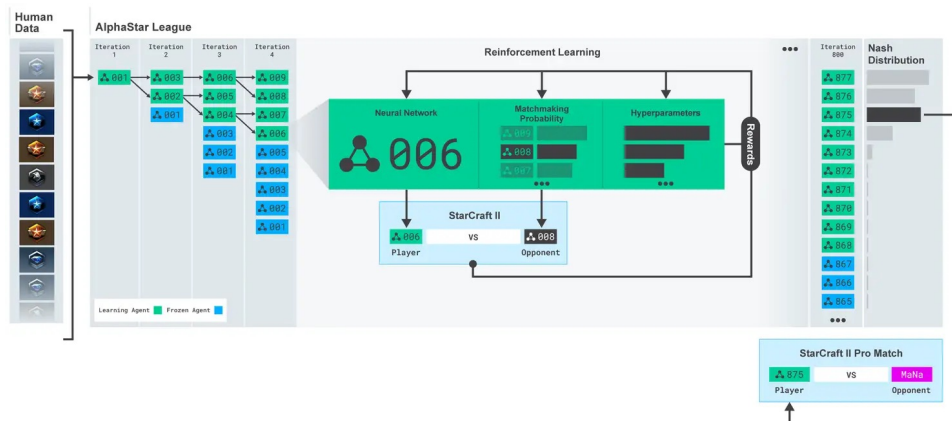 Human
Data
AlphaStar League
Iteration
1
Iteration
2
Iteration
3
Iteration
4
Reinforcement Learning
•••
Iteration
800
Nash
Distribution
001
003
006
009
002
005
008
001
004
007
003
006
002
005
001
004
003
002
001
Neural Network
006
Matchmaking
Probability
009
008
007
•••
Hyperparameters
•••
Rewards
StarCraft II
006
vs
008
Player
Opponent
877
876
875
874
873
872
871
870
869
868
867
866
865
•••
Learning Agent
Frozen Agent
StarCraft II Pro Match
875
vs
MaNa
Player
Opponent